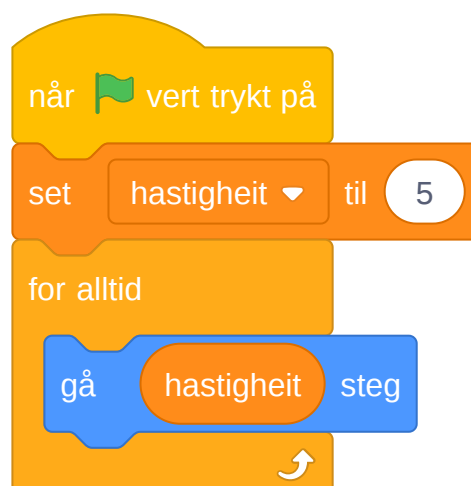 når vert trykt på
set hastigheit til 5
for alltid
gå hastigheit steg